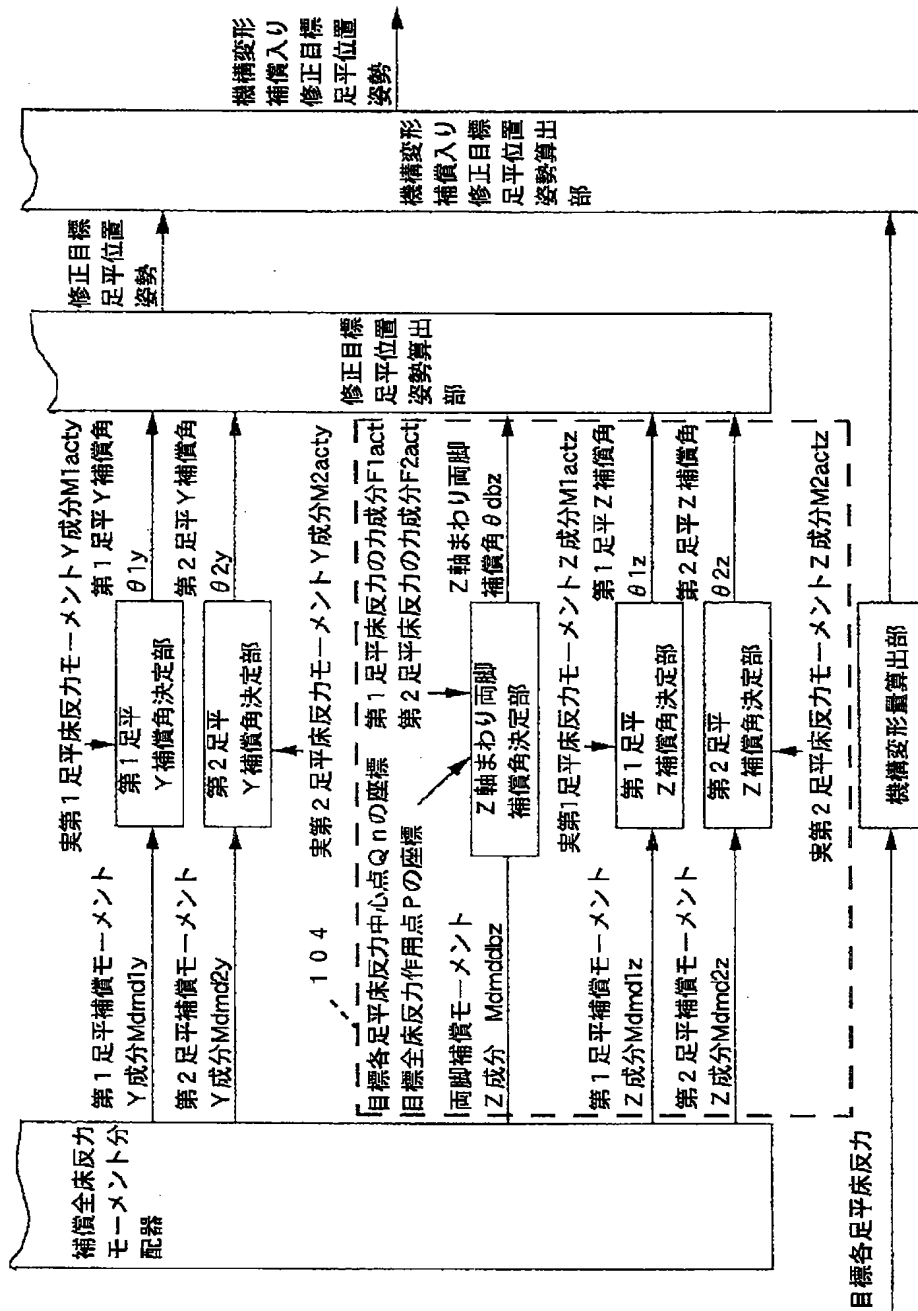 補償全床反力
モーメント分
配器
第1足平補償モーメント
Y成分Mdmd1y
第2足平補償モーメント
Y成分Mdmd2y
実第1足平床反力モーメントY成分M1acty
第1足平
Y補償角決定部
第2足平
Y補償角決定部
実第2足平床反力モーメントY成分M2acty
第1足平Y補償角
θ1y
第2足平Y補償角
θ2y
104
目標各足平床反力中心点Qnの座標
目標全床反力作用点Pの座標
第1足平床反力の力成分F1act
第2足平床反力の力成分F2act
両脚補償モーメント
Z成分 Mdmddbz
Z軸まわり両脚
補償角決定部
Z軸まわり両脚
補償角θdbz
実第1足平床反力モーメントZ成分M1actz
第1足平補償モーメント
Z成分Mdmd1z
第2足平補償モーメント
Z成分Mdmd2z
第1足平
Z補償角決定部
第2足平
Z補償角決定部
第1足平Z補償角
θ1z
第2足平Z補償角
θ2z
実第2足平床反力モーメントZ成分M2actz
目標各足平床反力
機構変形量算出部
修正目標
足平位置
姿勢算出
部
修正目標
足平位置
姿勢
機構変形
補償入り
修正目標
足平位置
姿勢算出
部
機構変形
補償入り
修正目標
足平位置
姿勢